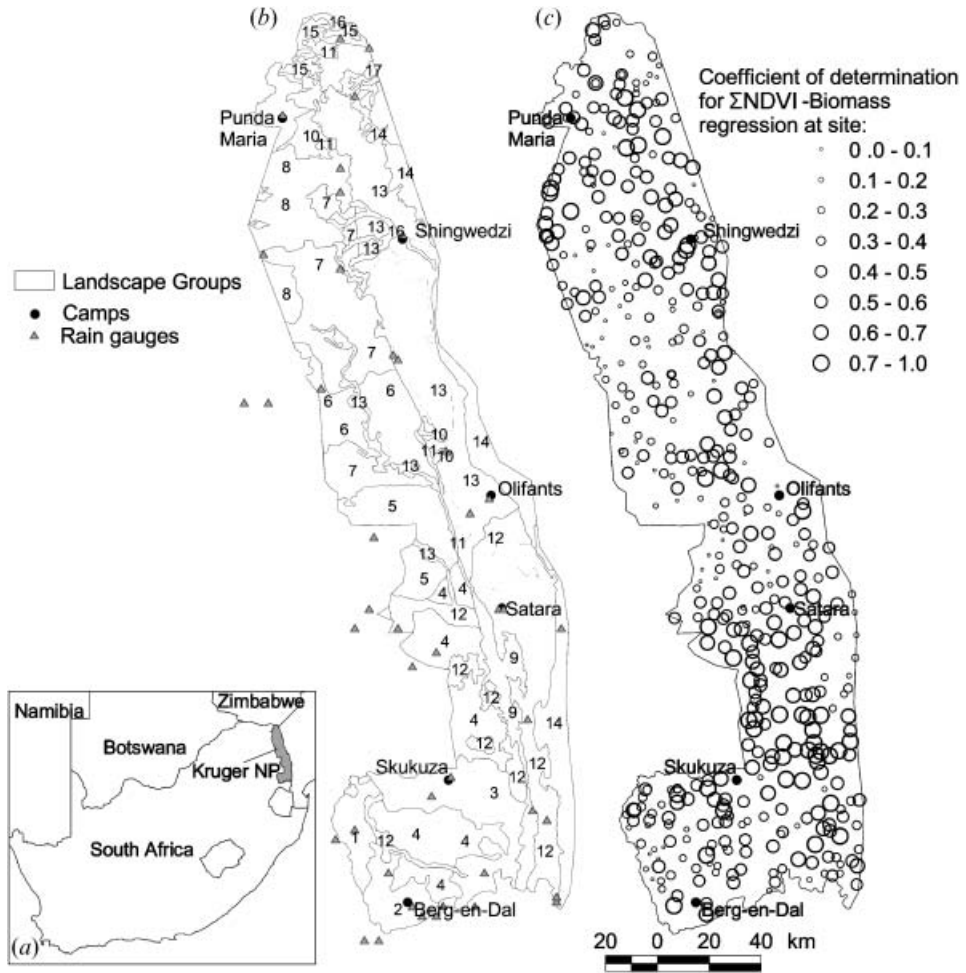 (b)
16
15 15
11
15
17
Punda
Maria
10
11
14
8
14
8
7
13
7
13
16
13
Shingwedzi
7
8
7
6
13
6
13
6
10
14
11
10
7
13
13
Olifants
5
11
12
13
5
4
4
12
Satara
4
9
12
12
4
9
14
12
12
12
Skukuza
3
1
12
4
4
12
4
2
Berg-en-Dal
Landscape Groups
Camps
Rain gauges
Namibia
Zimbabwe
Botswana
Kruger NP
South Africa
(a)
(c)
Coefficient of determination
for ΣNDVI -Biomass
regression at site:
0 .0 - 0.1
0.1 - 0.2
0.2 - 0.3
0.3 - 0.4
0.4 - 0.5
0.5 - 0.6
0.6 - 0.7
0.7 - 1.0
Punda
Maria
Shingwedzi
Olifants
Satara
Skukuza
Berg-en-Dal
20 0 20 40 km